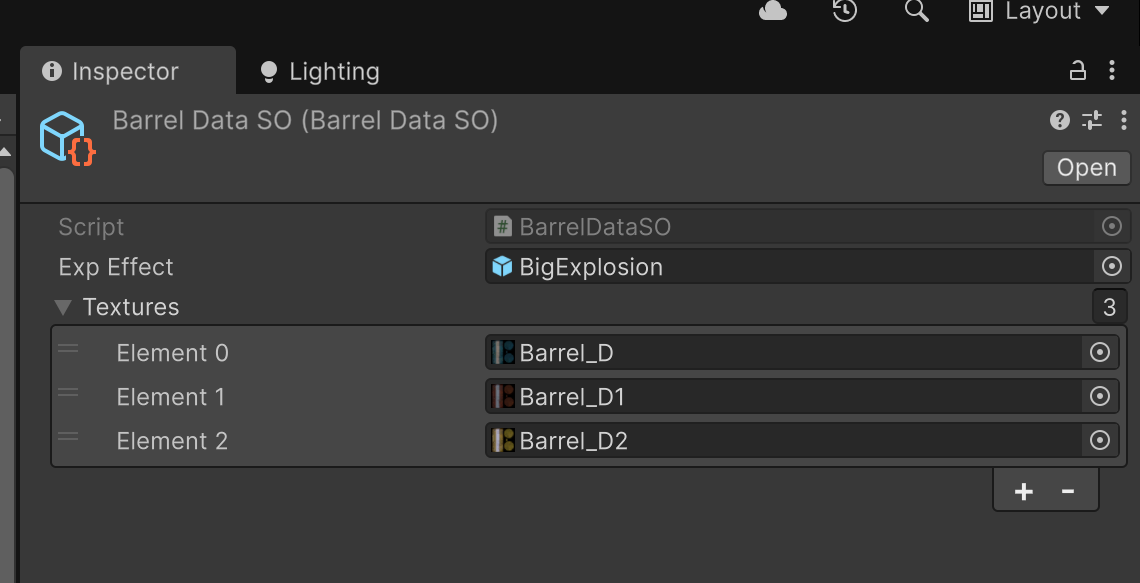 Layout
Inspector
Lighting
Barrel Data SO (Barrel Data SO)
Open
Script
# BarrelDataSO
Exp Effect
BigExplosion
Textures
3
Element 0
Barrel_D
Element 1
Barrel_D1
Element 2
Barrel_D2
+ -